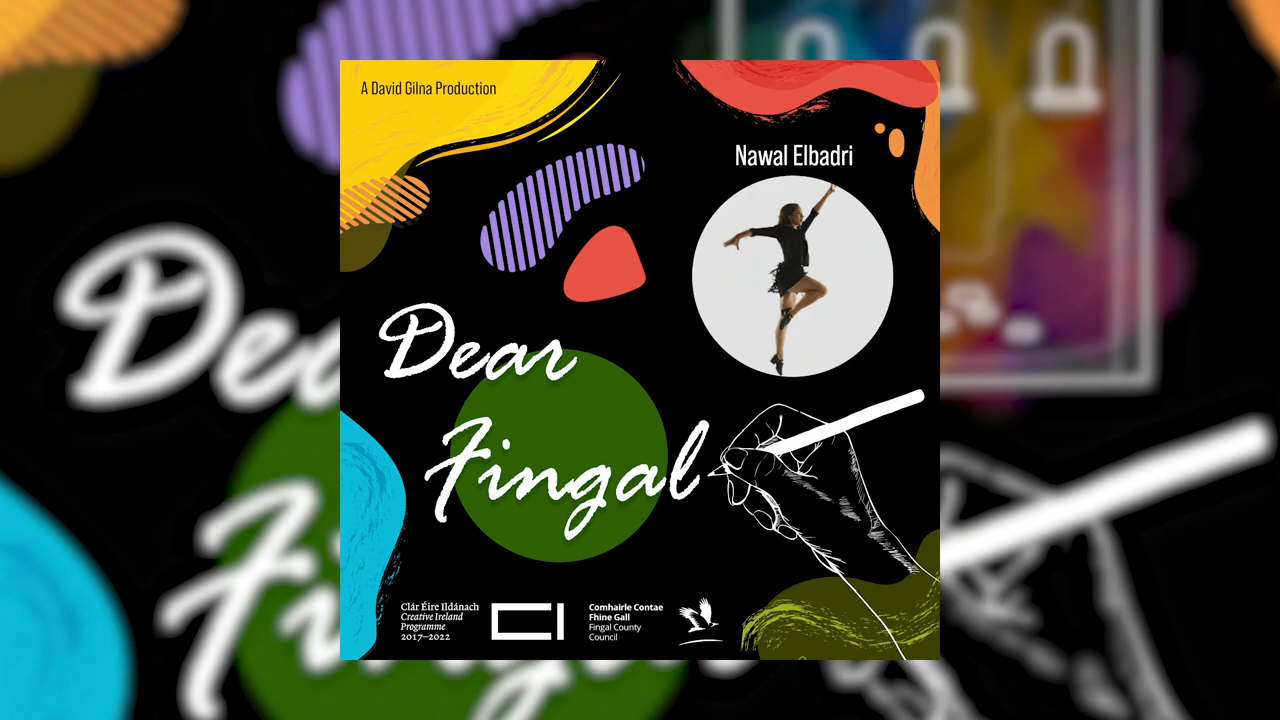 A David Gilna Production
Nawal Elbadri
Dear
Fingal
Clár Éire Ildánach
Creative Ireland
Programme
2017–2022
Comhairle Contae
Fhine Gall
Fingal County
Council